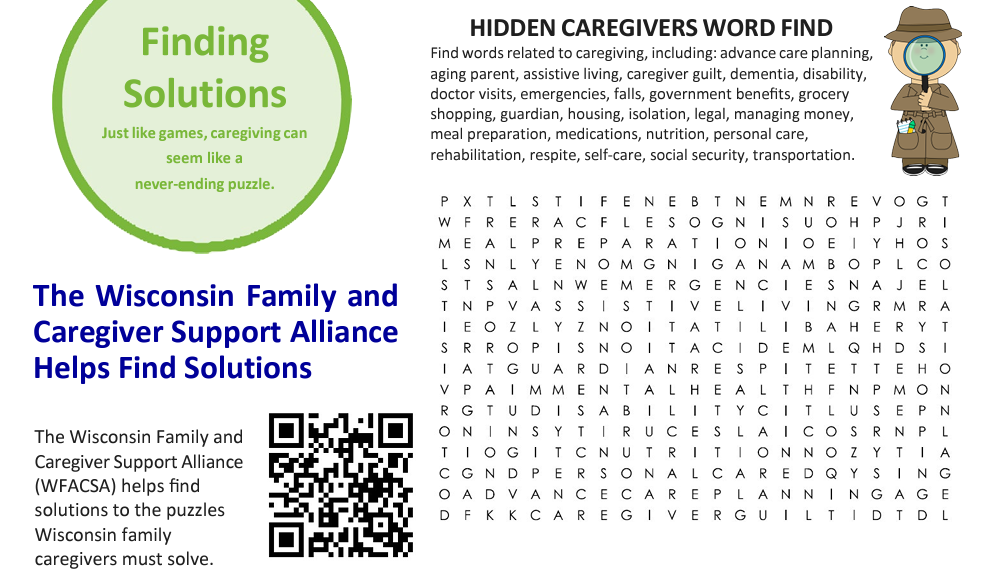 Finding
Solutions
Just like games, caregiving can
seem like a
never-ending puzzle.
The Wisconsin Family and
Caregiver Support Alliance
Helps Find Solutions
The Wisconsin Family and
Caregiver Support Alliance
(WFACSA) helps find
solutions to the puzzles
Wisconsin family
caregivers must solve.
HIDDEN CAREGIVERS WORD FIND
Find words related to caregiving, including: advance care planning,
aging parent, assistive living, caregiver guilt, dementia, disability,
doctor visits, emergencies, falls, government benefits, grocery
shopping, guardian, housing, isolation, legal, managing money,
meal preparation, medications, nutrition, personal care,
rehabilitation, respite, self-care, social security, transportation.
P X T L S T I F E N E B T N E M N R E V O G T
W F R E R A C F L E S O G N I S U O H P J R I
M E A L P R E P A R A T I O N I O E I Y H O S
L S N L Y E N O M G N I G A N A M B O P L C O
S T S A L N W E M E R G E N C I E S N A J E L
T N P V A S S I S T I V E L I V I N G R M R A
I E O Z L Y Z N O I T A T I L I B A H E R Y T
S R R O P I S N O I T A C I D E M L Q H D S I
I A T G U A R D I A N R E S P I T E T T E H O
V P A I M M E N T A L H E A L T H F N P M O N
R G T U D I S A B I L I T Y C I T L U S E P N
O N I N S Y T I R U C E S L A I C O S R N P L
T I O G I T C N U T R I T I O N N O Z Y T I A
C G N D P E R S O N A L C A R E D Q Y S I N G
O A D V A N C E C A R E P L A N N I N G A G E
D F K K C A R E G I V E R G U I L T I D T D L